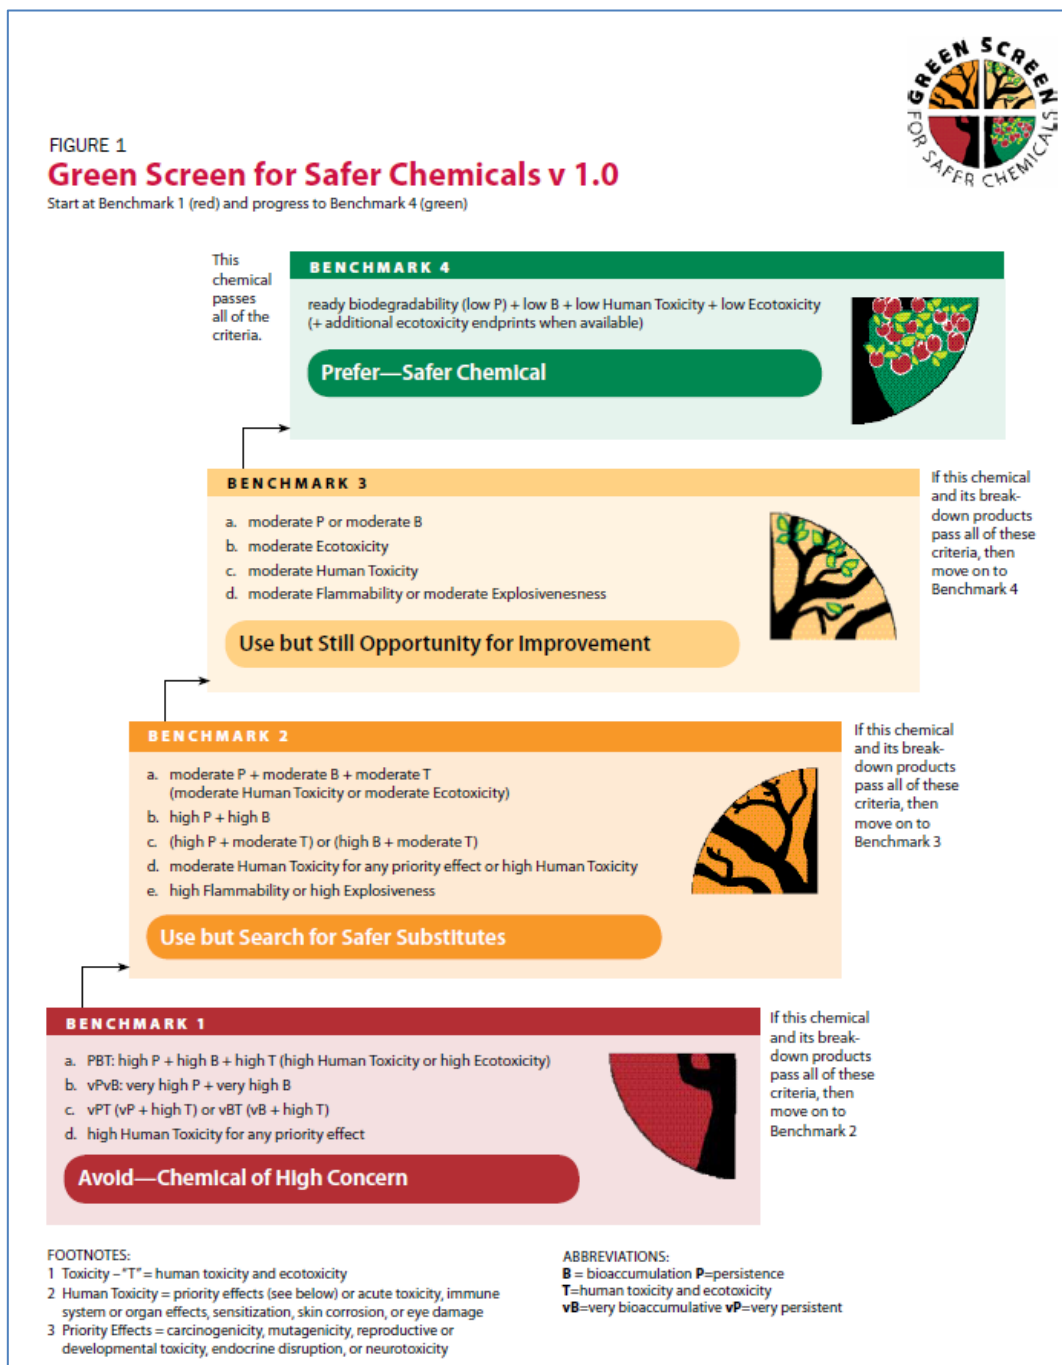 GREEN SCREEN
FOR SAFER CHEMICALS
FIGURE 1
Green Screen for Safer Chemicals v 1.0
Start at Benchmark 1 (red) and progress to Benchmark 4 (green)
This
chemical
passes
all of the
criteria.
BENCHMARK 4
ready biodegradability (low P) + low B + low Human Toxicity + low Ecotoxicity
(+ additional ecotoxicity endprints when available)
Prefer—Safer Chemical
BENCHMARK 3
a. moderate P or moderate B
b. moderate Ecotoxicity
c. moderate Human Toxicity
d. moderate Flammability or moderate Explosivenesness
Use but Still Opportunity for Improvement
If this chemical
and its break-
down products
pass all of these
criteria, then
move on to
Benchmark 4
BENCHMARK 2
a. moderate P + moderate B + moderate T
(moderate Human Toxicity or moderate Ecotoxicity)
b. high P + high B
c. (high P + moderate T) or (high B + moderate T)
d. moderate Human Toxicity for any priority effect or high Human Toxicity
e. high Flammability or high Explosiveness
Use but Search for Safer Substitutes
If this chemical
and its break-
down products
pass all of these
criteria, then
move on to
Benchmark 3
BENCHMARK 1
a. PBT: high P + high B + high T (high Human Toxicity or high Ecotoxicity)
b. vPvB: very high P + very high B
c. vPT (vP + high T) or vBT (vB + high T)
d. high Human Toxicity for any priority effect
Avoid—Chemical of High Concern
If this chemical
and its break-
down products
pass all of these
criteria, then
move on to
Benchmark 2
FOOTNOTES:
1 Toxicity – “T” = human toxicity and ecotoxicity
2 Human Toxicity = priority effects (see below) or acute toxicity, immune
system or organ effects, sensitization, skin corrosion, or eye damage
3 Priority Effects = carcinogenicity, mutagenicity, reproductive or
developmental toxicity, endocrine disruption, or neurotoxicity
ABBREVIATIONS:
B = bioaccumulation P=persistence
T=human toxicity and ecotoxicity
vB=very bioaccumulative vP=very persistent